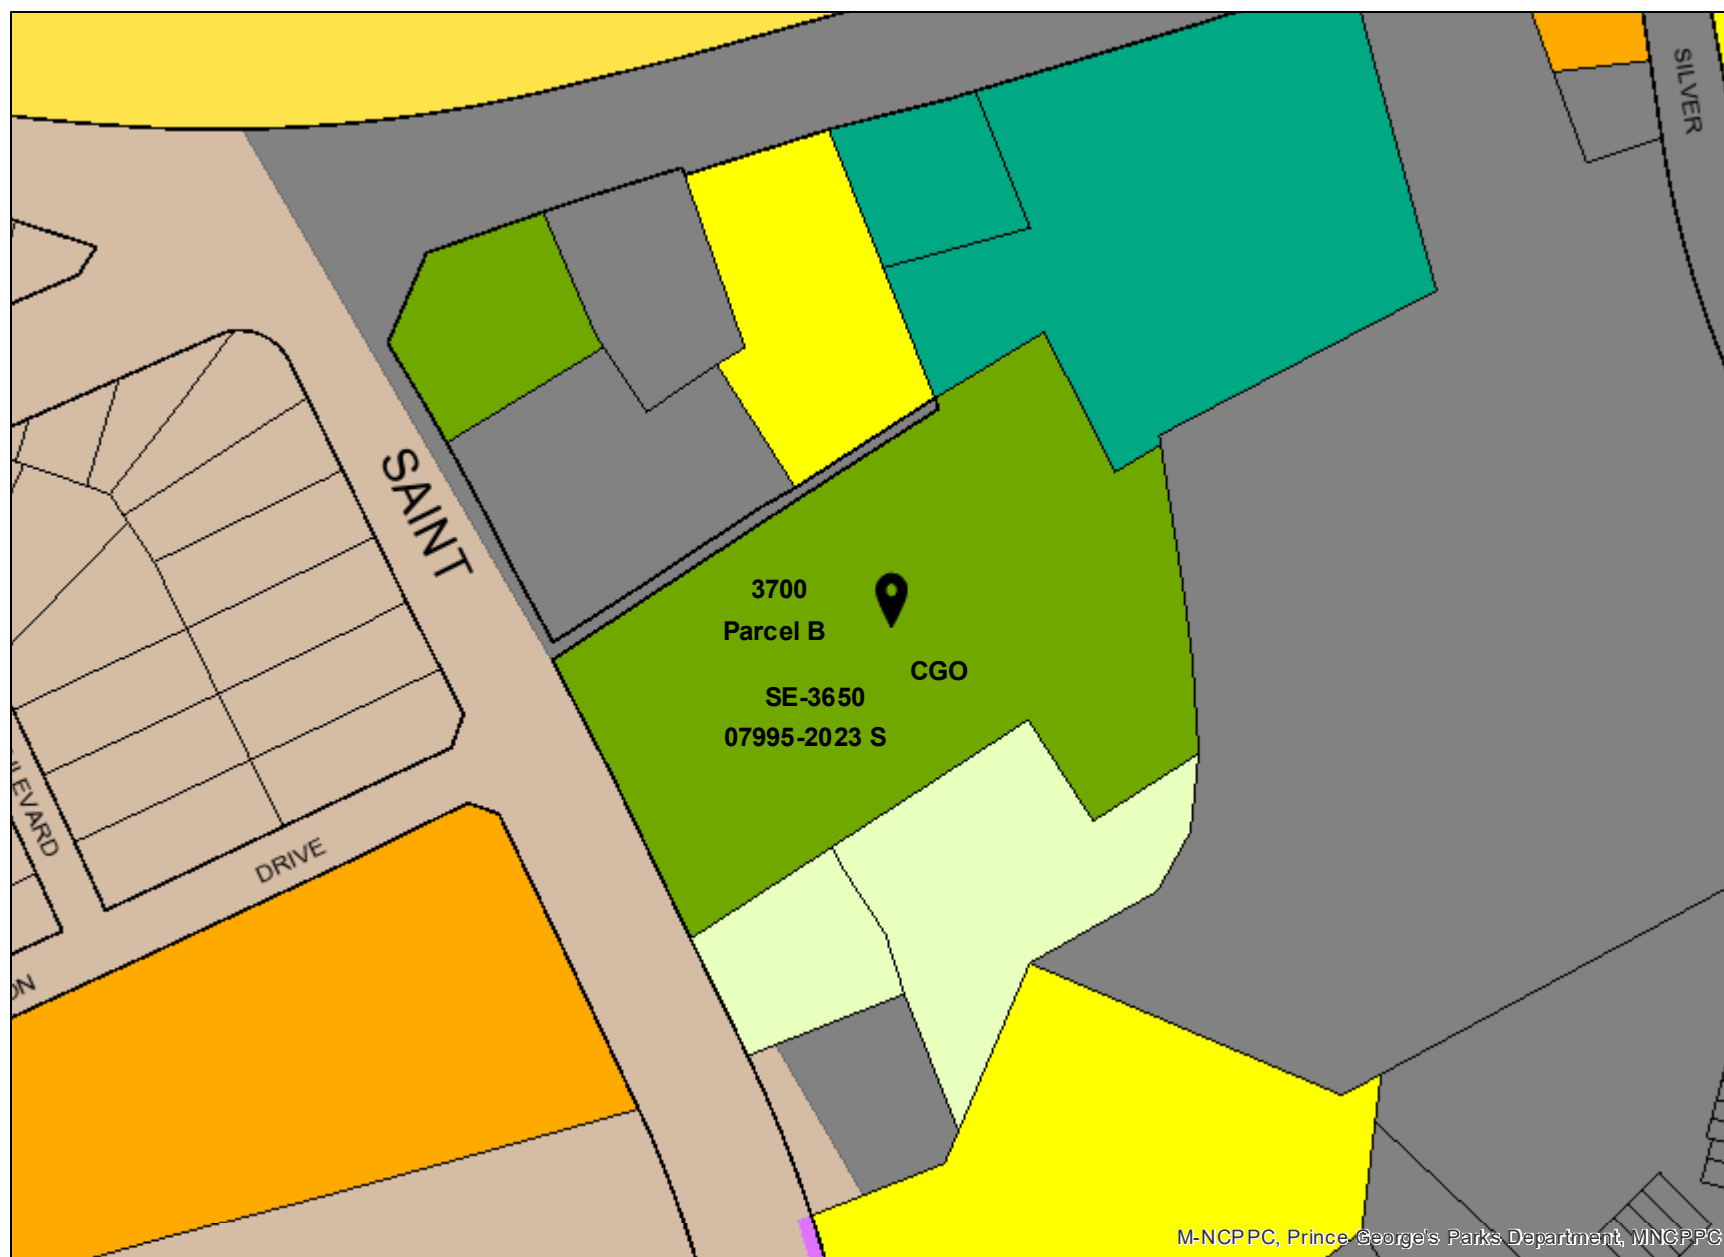 SILVER
SAINT
3700
Parcel B
CGO
SE-3650
07995-2023 S
DRIVE
M-NCPPC, Prince George's Parks Department, MNCPPC